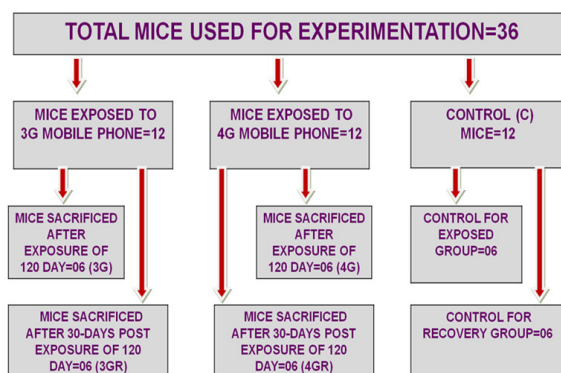 TOTAL MICE USED FOR EXPERIMENTATION=36
MICE EXPOSED TO
3G MOBILE PHONE=12
MICE EXPOSED TO
4G MOBILE PHONE=12
CONTROL (C)
MICE=12
MICE SACRIFICED
AFTER
EXPOSURE OF
120 DAY=06 (3G)
MICE SACRIFICED
AFTER
EXPOSURE OF
120 DAY=06 (4G)
CONTROL FOR
EXPOSED
GROUP=06
MICE SACRIFICED
AFTER 30-DAYS POST
EXPOSURE OF 120
DAY=06 (3GR)
MICE SACRIFICED
AFTER 30-DAYS POST
EXPOSURE OF 120
DAY=06 (4GR)
CONTROL FOR
RECOVERY GROUP=06